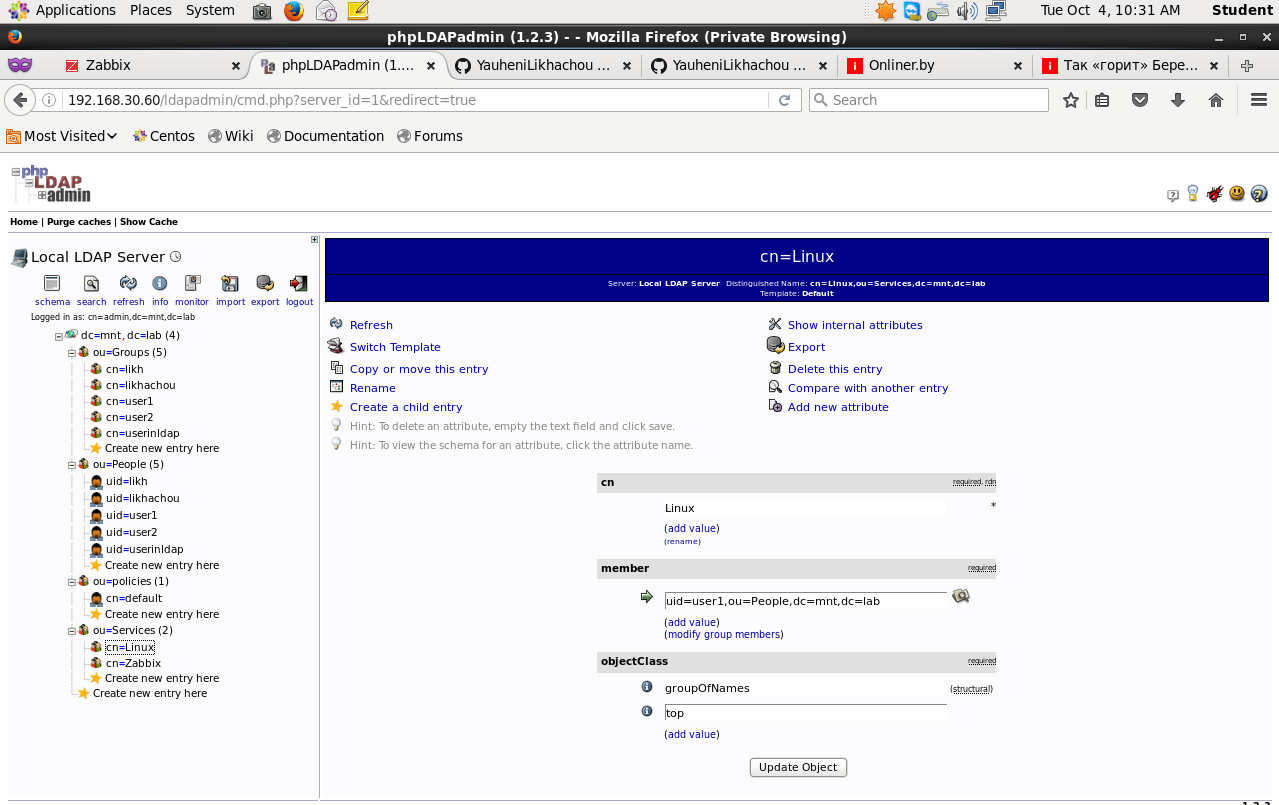 Applications Places System Tue Oct 4, 10:31 AM Student
phpLDAPadmin (1.2.3) - - Mozilla Firefox (Private Browsing)
Zabbix phpLDAPadmin (1.... YauheniLikhachou ... YauheniLikhachou ... Onliner.by Так «горит» Бере...
192.168.30.60/ldapadmin/cmd.php?server_id=1&redirect=true Search
Most Visited Centos Wiki Documentation Forums
php
LDAP
admin
Home | Purge caches | Show Cache
Local LDAP Server
schema search refresh info monitor import export logout
Logged in as: cn=admin,dc=mnt,dc=lab
dc=mnt, dc=lab (4)
ou=Groups (5)
cn=likh
cn=likhachou
cn=user1
cn=user2
cn=userinldap
Create new entry here
ou=People (5)
uid=likh
uid=likhachou
uid=user1
uid=user2
uid=userinldap
Create new entry here
ou=policies (1)
cn=default
Create new entry here
ou=Services (2)
cn=Linux
cn=Zabbix
Create new entry here
Create new entry here
cn=Linux
Server: Local LDAP Server Distinguished Name: cn=Linux,ou=Services,dc=mnt,dc=lab
Template: Default
Refresh Show internal attributes
Switch Template Export
Copy or move this entry Delete this entry
Rename Compare with another entry
Create a child entry Add new attribute
Hint: To delete an attribute, empty the text field and click save.
Hint: To view the schema for an attribute, click the attribute name.
cn required, rdn
Linux *
(add value)
(rename)
member required
uid=user1,ou=People,dc=mnt,dc=lab
(add value)
(modify group members)
objectClass required
groupOfNames (structural)
top
(add value)
Update Object
1.2.3